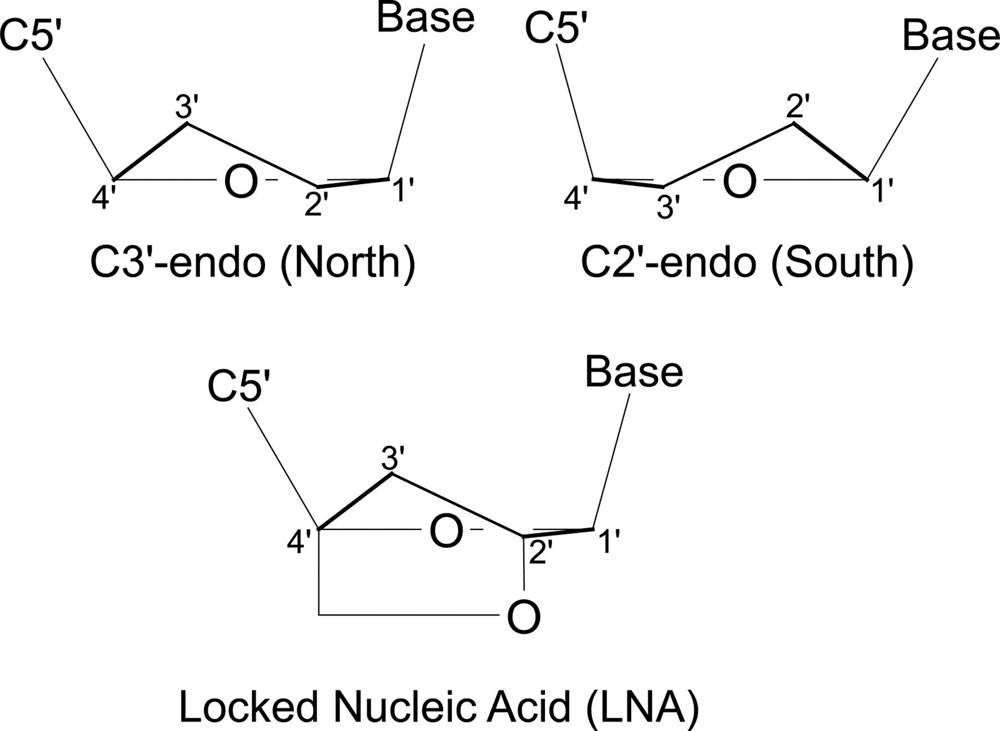 C5' Base
3'
4' O 2' 1'
C3'-endo (North)
C5' Base
2'
4' 3' O 1'
C2'-endo (South)
C5' Base
3'
4' O 2' 1'
O
Locked Nucleic Acid (LNA)